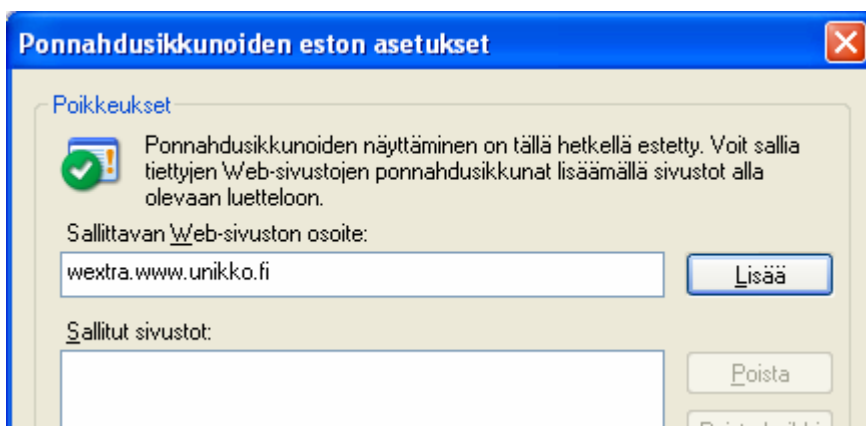 Ponnahdusikkunoiden eston asetukset
Poikkeukset
Ponnahdusikkunoiden näyttäminen on tällä hetkellä estetty. Voit sallia
tiettyjen Web-sivustojen ponnahdusikkunat lisäämällä sivustot alla
olevaan luetteloon.
Sallittavan Web-sivuston osoite:
wextra.www.unikko.fi
Lisää
Sallitut sivustot:
Poista